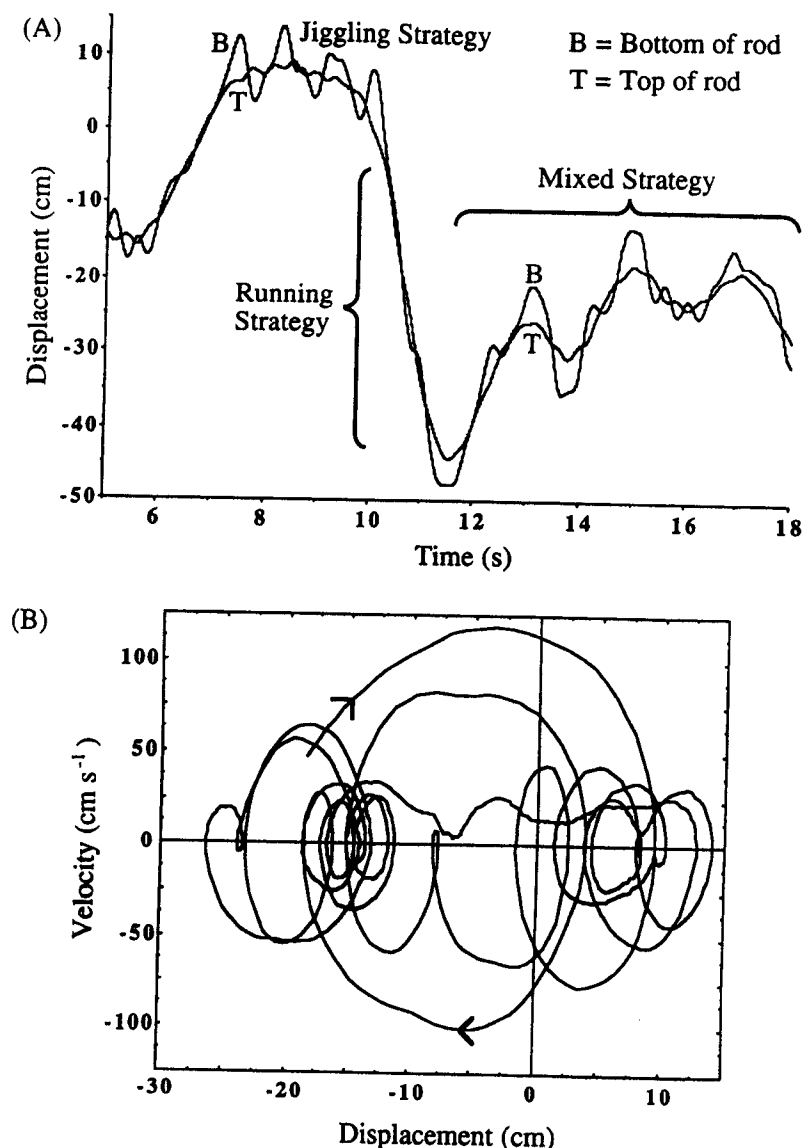 (A)
B
Jiggling Strategy
B = Bottom of rod
T = Top of rod
T
Mixed Strategy
Running
Strategy
B
T
Displacement (cm)
10
0
-10
-20
-30
-40
-50
6 8 10 12 14 16 18
Time (s)
(B)
Velocity (cm s⁻¹)
100
50
0
-50
-100
-30 -20 -10 0 10
Displacement (cm)